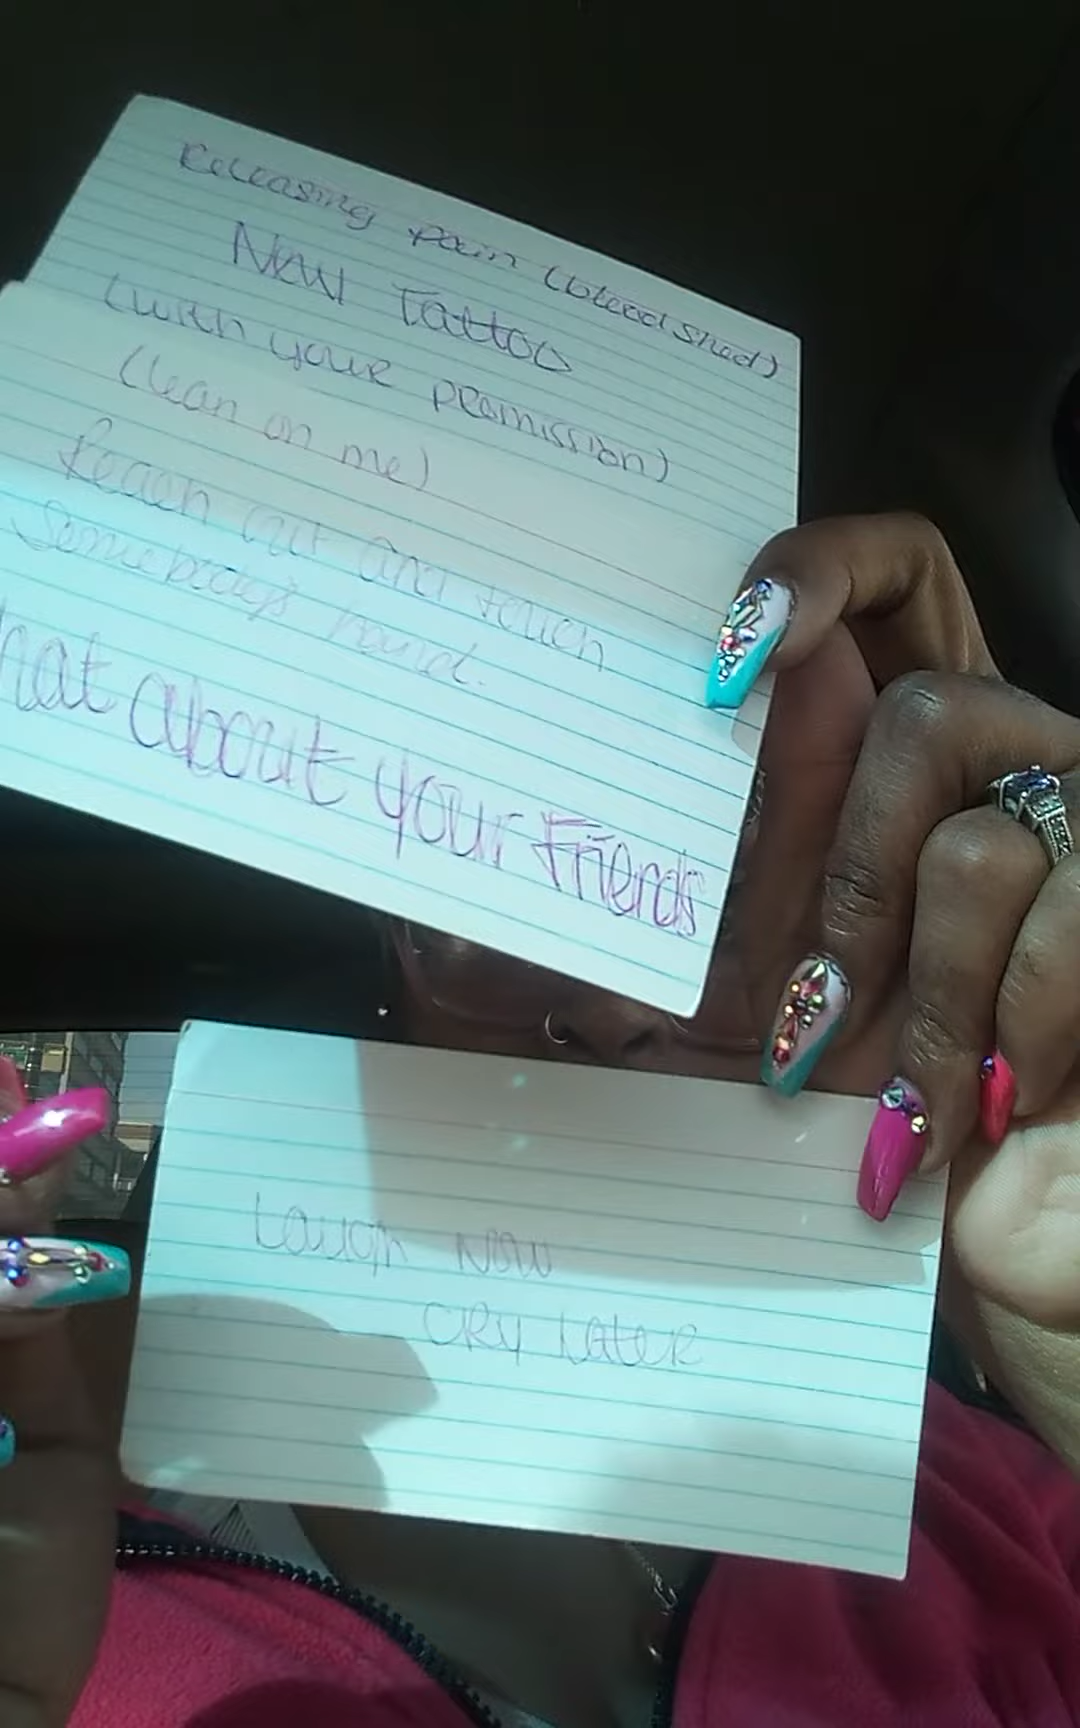 Releasing pain (blood shed)
New Tattoo
(with your permission)
(lean on me)
Reach out and touch
Somebody's hand.
hat about your Friends
Laugh Now
CRY LateR